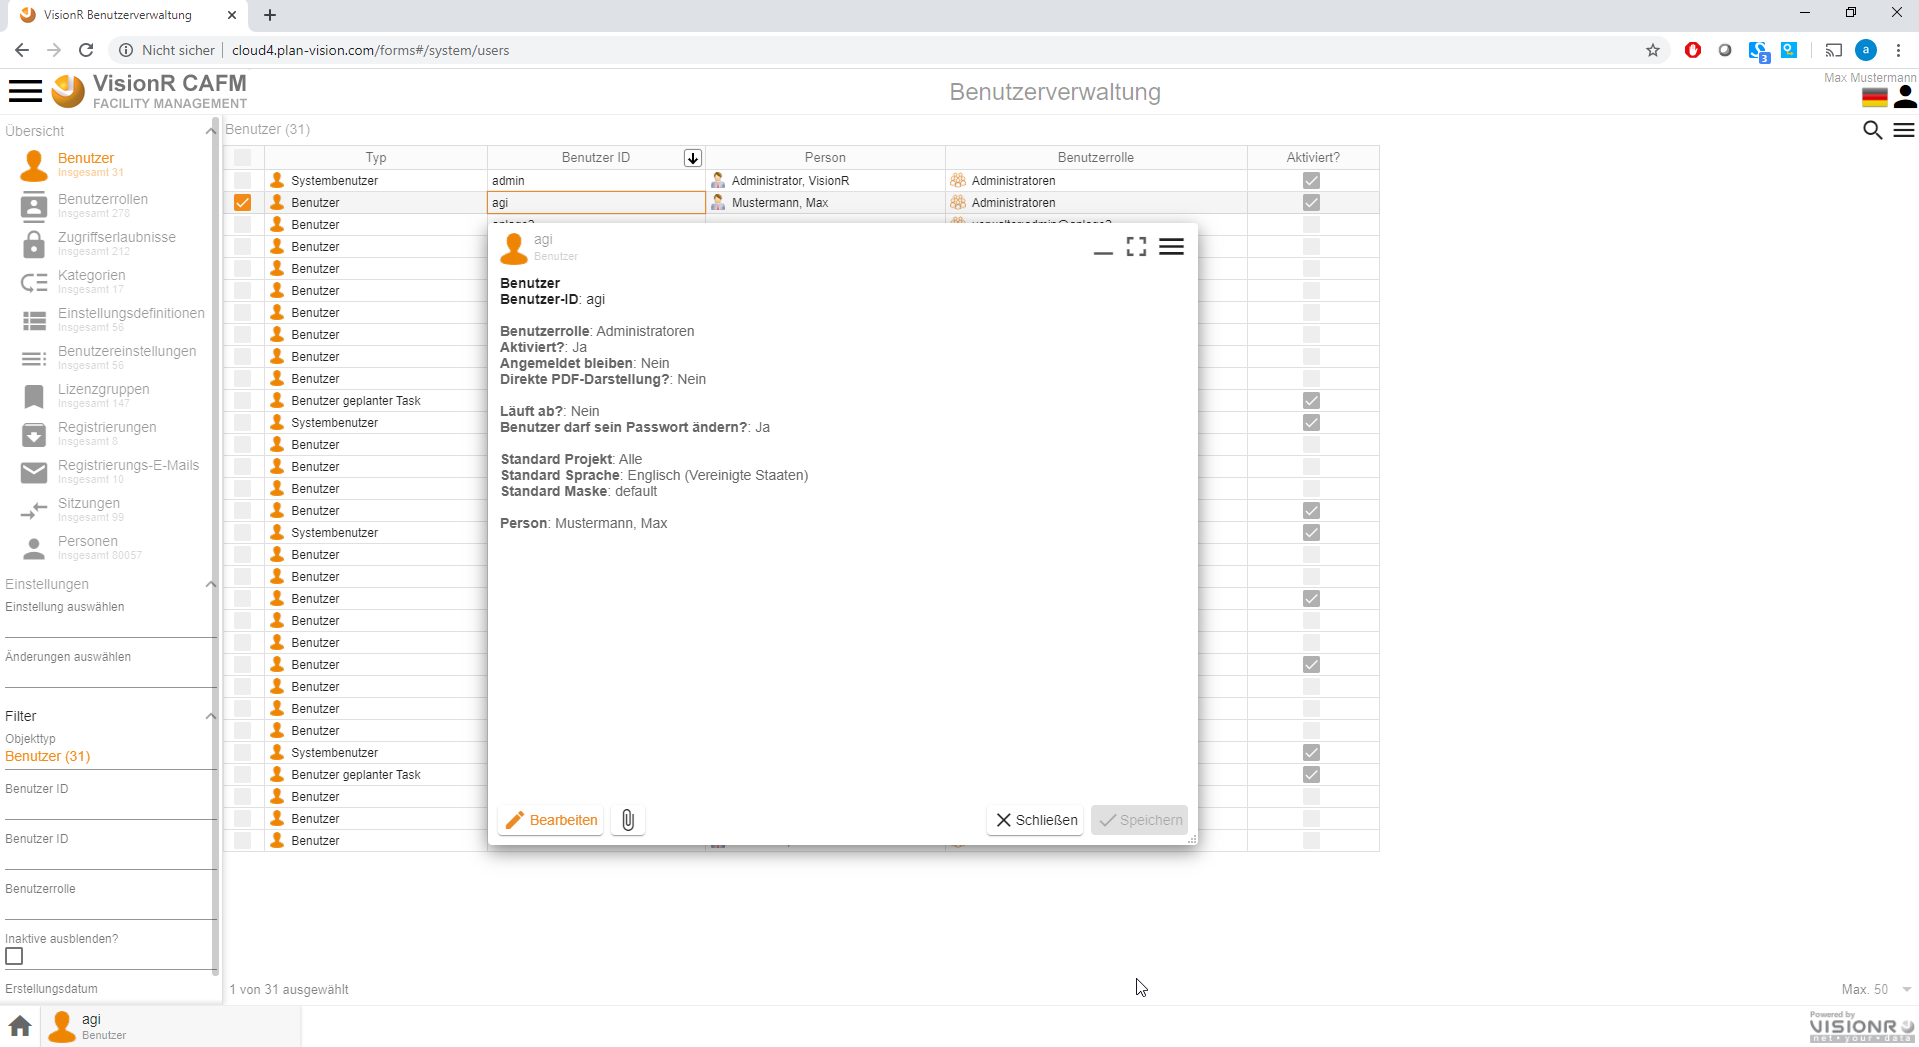 VisionR Benutzerverwaltung
Nicht sicher
cloud4.plan-vision.com/forms#/system/users
3
a
VisionR CAFM
FACILITY MANAGEMENT
Benutzerverwaltung
Max Mustermann
Übersicht
Benutzer
Insgesamt 31
Benutzerrollen
Insgesamt 278
Zugriffserlaubnisse
Insgesamt 212
Kategorien
Insgesamt 17
Einstellungsdefinitionen
Insgesamt 56
Benutzereinstellungen
Insgesamt 56
Lizenzgruppen
Insgesamt 147
Registrierungen
Insgesamt 8
Registrierungs-E-Mails
Insgesamt 10
Sitzungen
Insgesamt 99
Personen
Insgesamt 80057
Einstellungen
Einstellung auswählen
Änderungen auswählen
Filter
Objekttyp
Benutzer (31)
Benutzer ID
Benutzer ID
Benutzerrolle
Inaktive ausblenden?
Erstellungsdatum
Benutzer (31)
Typ Benutzer ID Person Benutzerrolle Aktiviert?
Systembenutzer admin Administrator, VisionR Administratoren
Benutzer agi Mustermann, Max Administratoren
Benutzer
Benutzer
Benutzer
Benutzer
Benutzer
Benutzer
Benutzer
Benutzer
Benutzer geplanter Task
Systembenutzer
Benutzer
Benutzer
Benutzer
Benutzer
Systembenutzer
Benutzer
Benutzer
Benutzer
Benutzer
Benutzer
Benutzer
Benutzer
Benutzer
Benutzer
Systembenutzer
Benutzer geplanter Task
Benutzer
Benutzer
Benutzer
agi
Benutzer
Benutzer
Benutzer-ID: agi
Benutzerrolle: Administratoren
Aktiviert?: Ja
Angemeldet bleiben: Nein
Direkte PDF-Darstellung?: Nein
Läuft ab?: Nein
Benutzer darf sein Passwort ändern?: Ja
Standard Projekt: Alle
Standard Sprache: Englisch (Vereinigte Staaten)
Standard Maske: default
Person: Mustermann, Max
Bearbeiten
Schließen
Speichern
1 von 31 ausgewählt
Max. 50
agi
Benutzer
Powered by
VISIONR
net • your • data